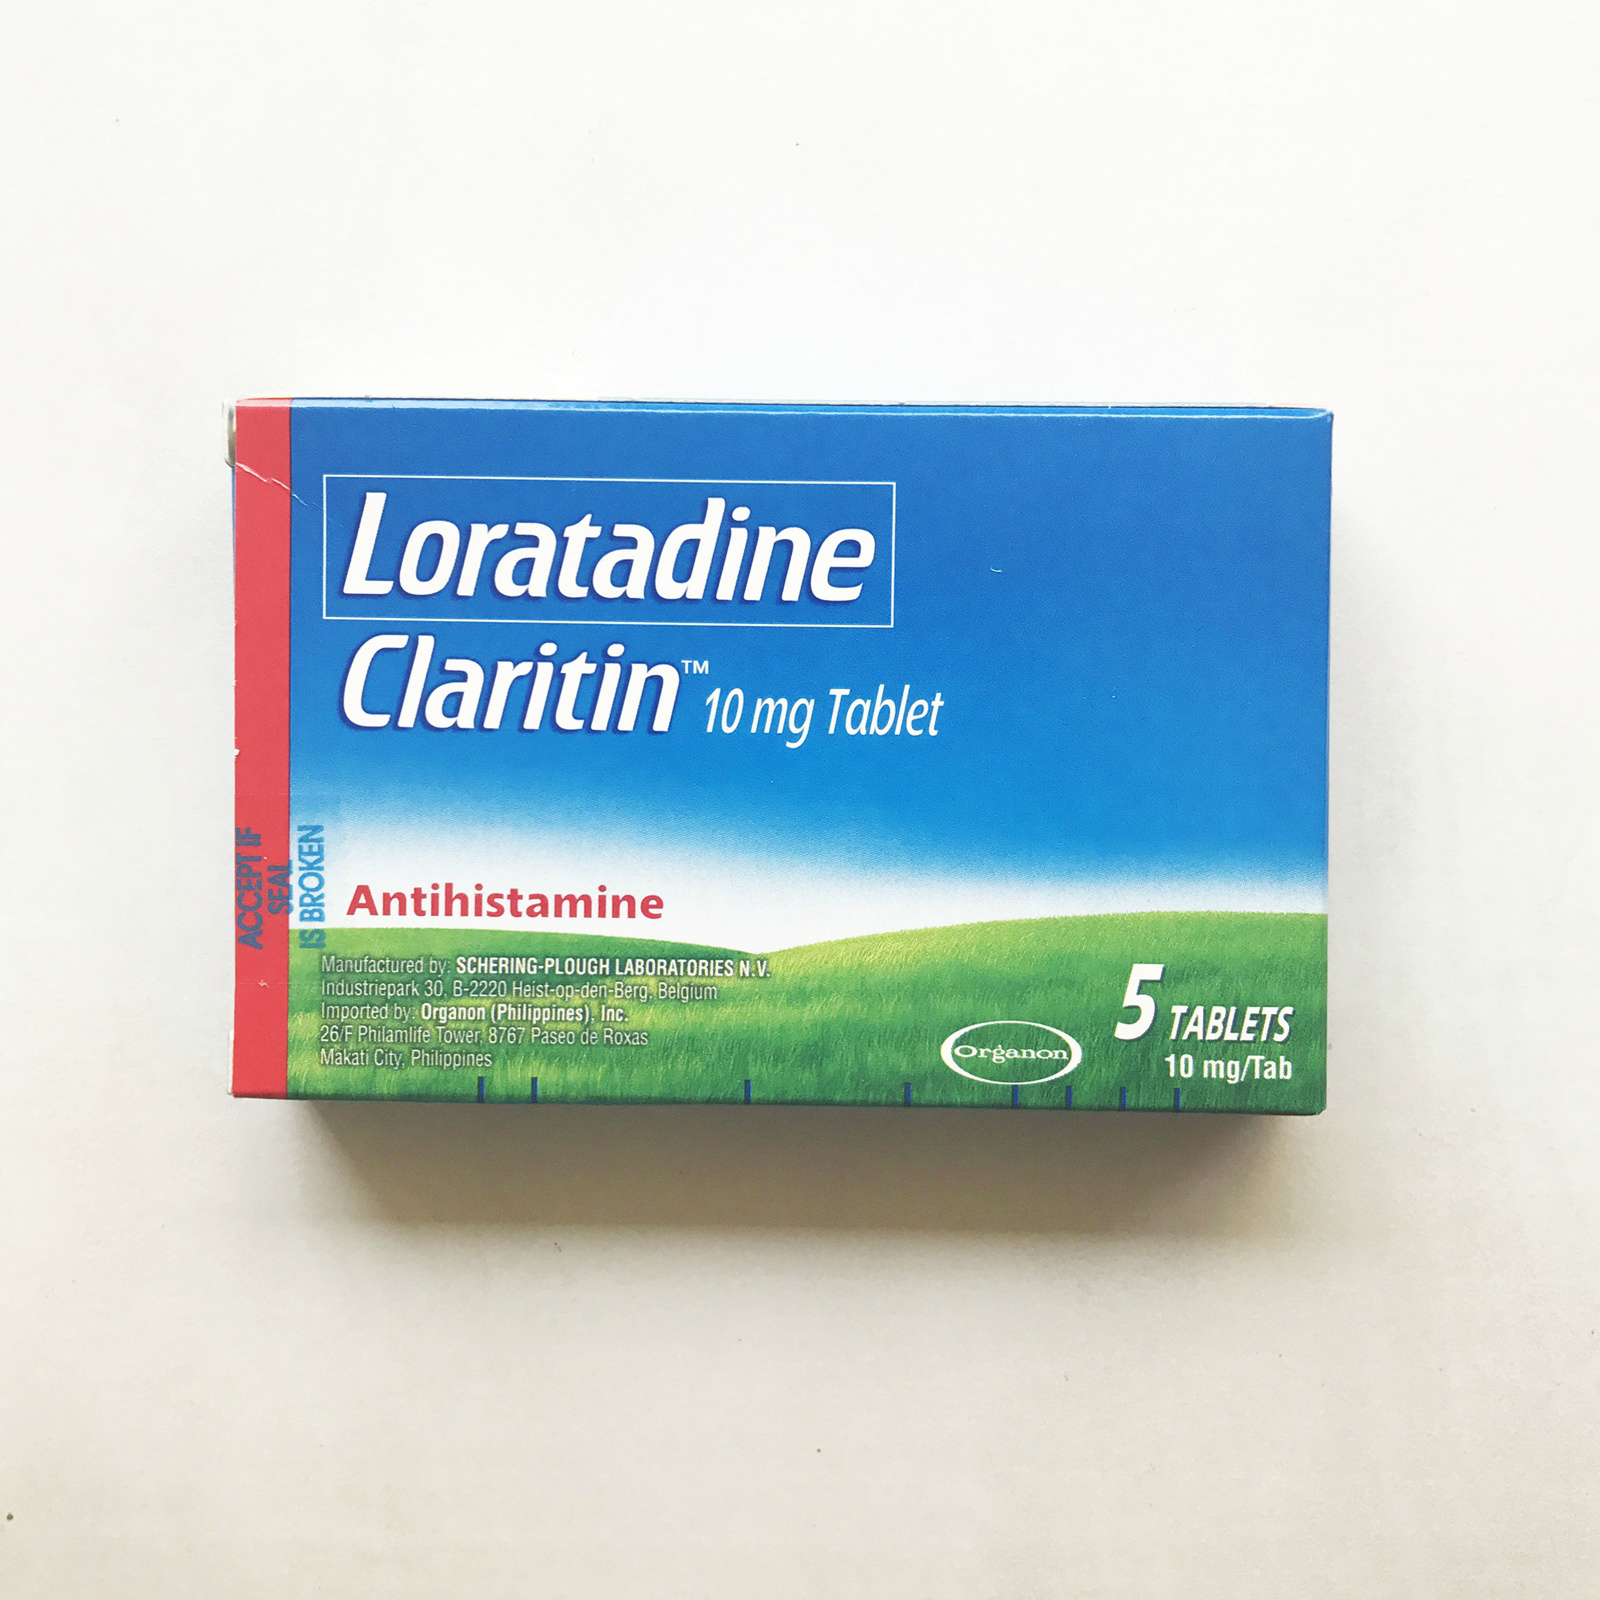 Loratadine
Claritin™ 10 mg Tablet
ACCEPT IF
SEAL
IS BROKEN
Antihistamine
Manufactured by: SCHERING-PLOUGH LABORATORIES N.V.
Industriepark 30, B-2220 Heist-op-den-Berg, Belgium
Imported by: Organon (Philippines), Inc.
26/F Philamlife Tower, 8767 Paseo de Roxas
Makati City, Philippines
Organon
5 TABLETS
10 mg/Tab